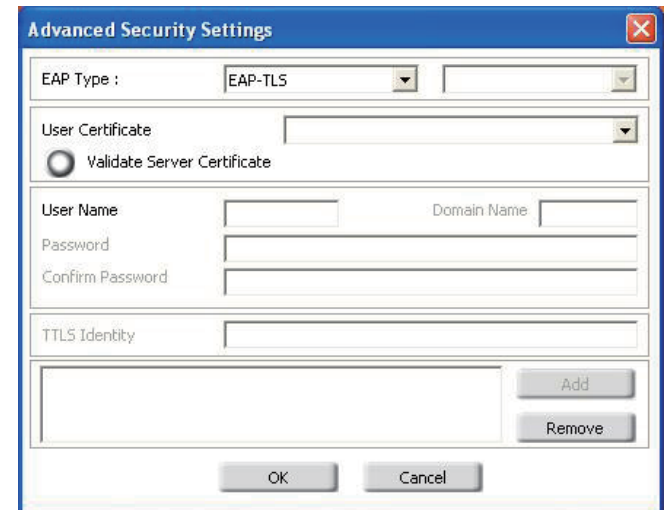 Advanced Security Settings
EAP Type : EAP-TLS
User Certificate
Validate Server Certificate
User Name Domain Name
Password
Confirm Password
TTLS Identity
Add
Remove
OK Cancel